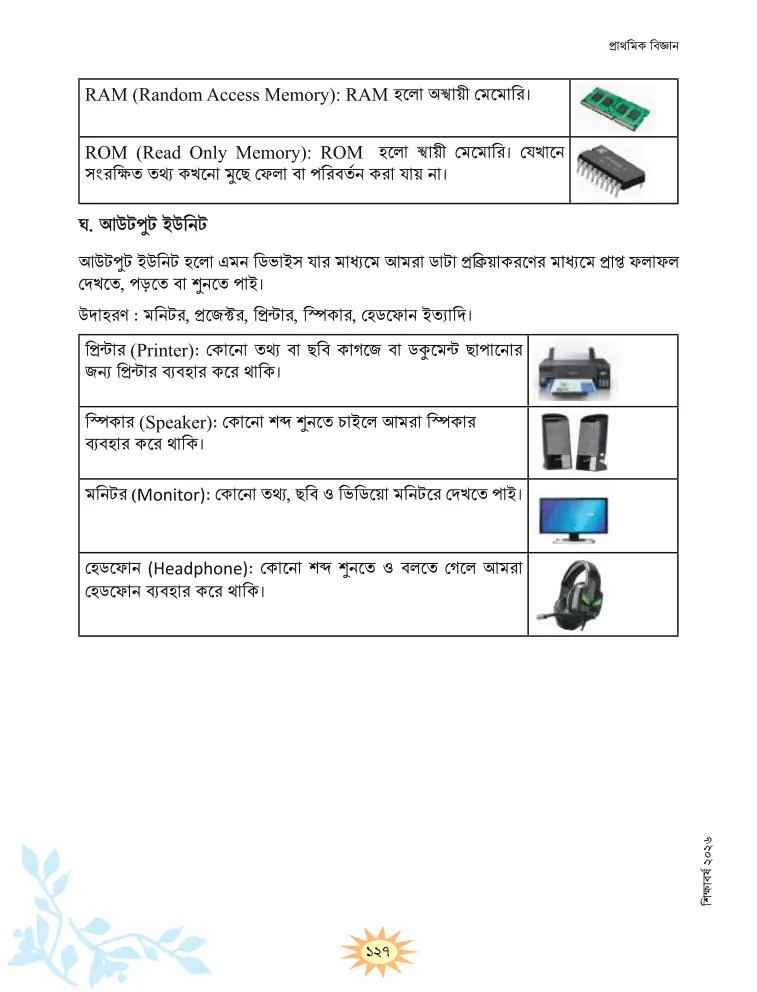 প্রাথমিক বিজ্ঞান
RAM (Random Access Memory): RAM হলো অস্থায়ী মেমোরি।
ROM (Read Only Memory): ROM হলো স্থায়ী মেমোরি। যেখানে
সংরক্ষিত তথ্য কখনো মুছে ফেলা বা পরিবর্তন করা যায় না।
ঘ. আউটপুট ইউনিট
আউটপুট ইউনিট হলো এমন ডিভাইস যার মাধ্যমে আমরা ডাটা প্রক্রিয়াকরণের মাধ্যমে প্রাপ্ত ফলাফল
দেখতে, পড়তে বা শুনতে পাই।
উদাহরণ : মনিটর, প্রজেক্টর, প্রিন্টার, স্পিকার, হেডফোন ইত্যাদি।
প্রিন্টার (Printer): কোনো তথ্য বা ছবি কাগজে বা ডকুমেন্ট ছাপানোর
জন্য প্রিন্টার ব্যবহার করে থাকি।
স্পিকার (Speaker): কোনো শব্দ শুনতে চাইলে আমরা স্পিকার
ব্যবহার করে থাকি।
মনিটর (Monitor): কোনো তথ্য, ছবি ও ভিডিয়ো মনিটরে দেখতে পাই।
হেডফোন (Headphone): কোনো শব্দ শুনতে ও বলতে গেলে আমরা
হেডফোন ব্যবহার করে থাকি।
শিক্ষাবর্ষ ২০২৬
১২৭